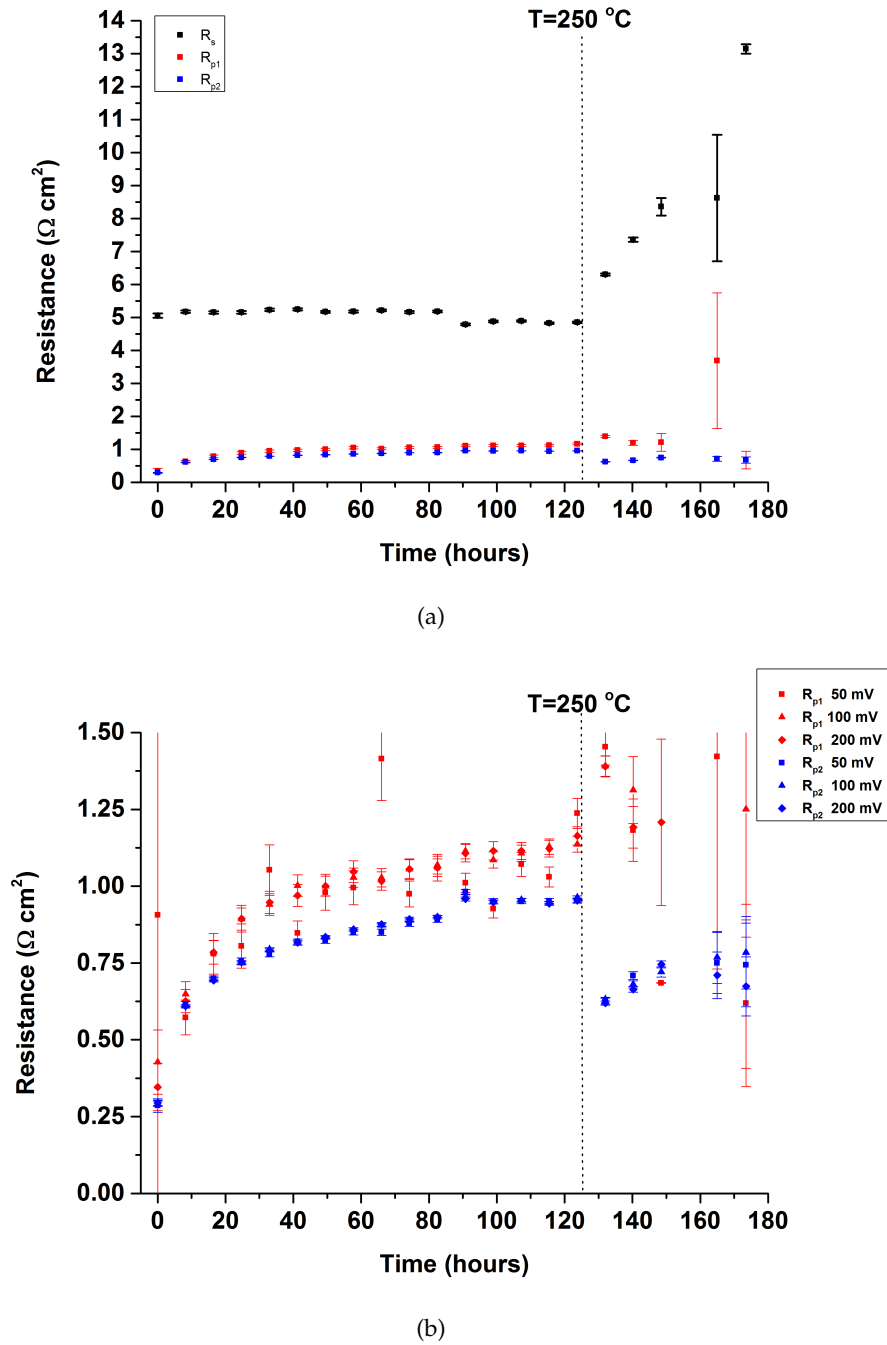 T=250 °C
14
13
12
11
10
9
8
7
6
5
4
3
2
1
0
Rs
Rp1
Rp2
Resistance (Ω cm²)
0 20 40 60 80 100 120 140 160 180
Time (hours)
(a)
Rp1 50 mV
Rp1 100 mV
Rp1 200 mV
Rp2 50 mV
Rp2 100 mV
Rp2 200 mV
T=250 °C
1.50
1.25
1.00
0.75
0.50
0.25
0.00
Resistance (Ω cm²)
0 20 40 60 80 100 120 140 160 180
Time (hours)
(b)